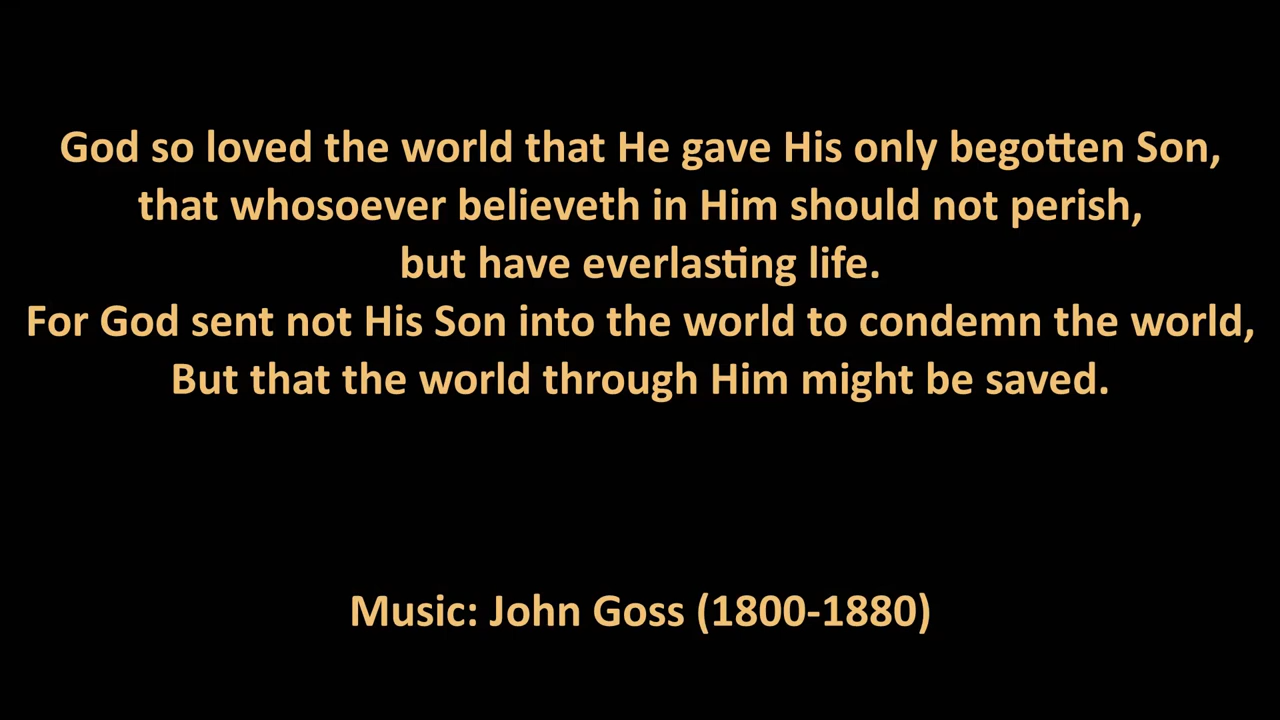 God so loved the world that He gave His only begotten Son,
that whosoever believeth in Him should not perish,
but have everlasting life.
For God sent not His Son into the world to condemn the world,
But that the world through Him might be saved.
Music: John Goss (1800-1880)